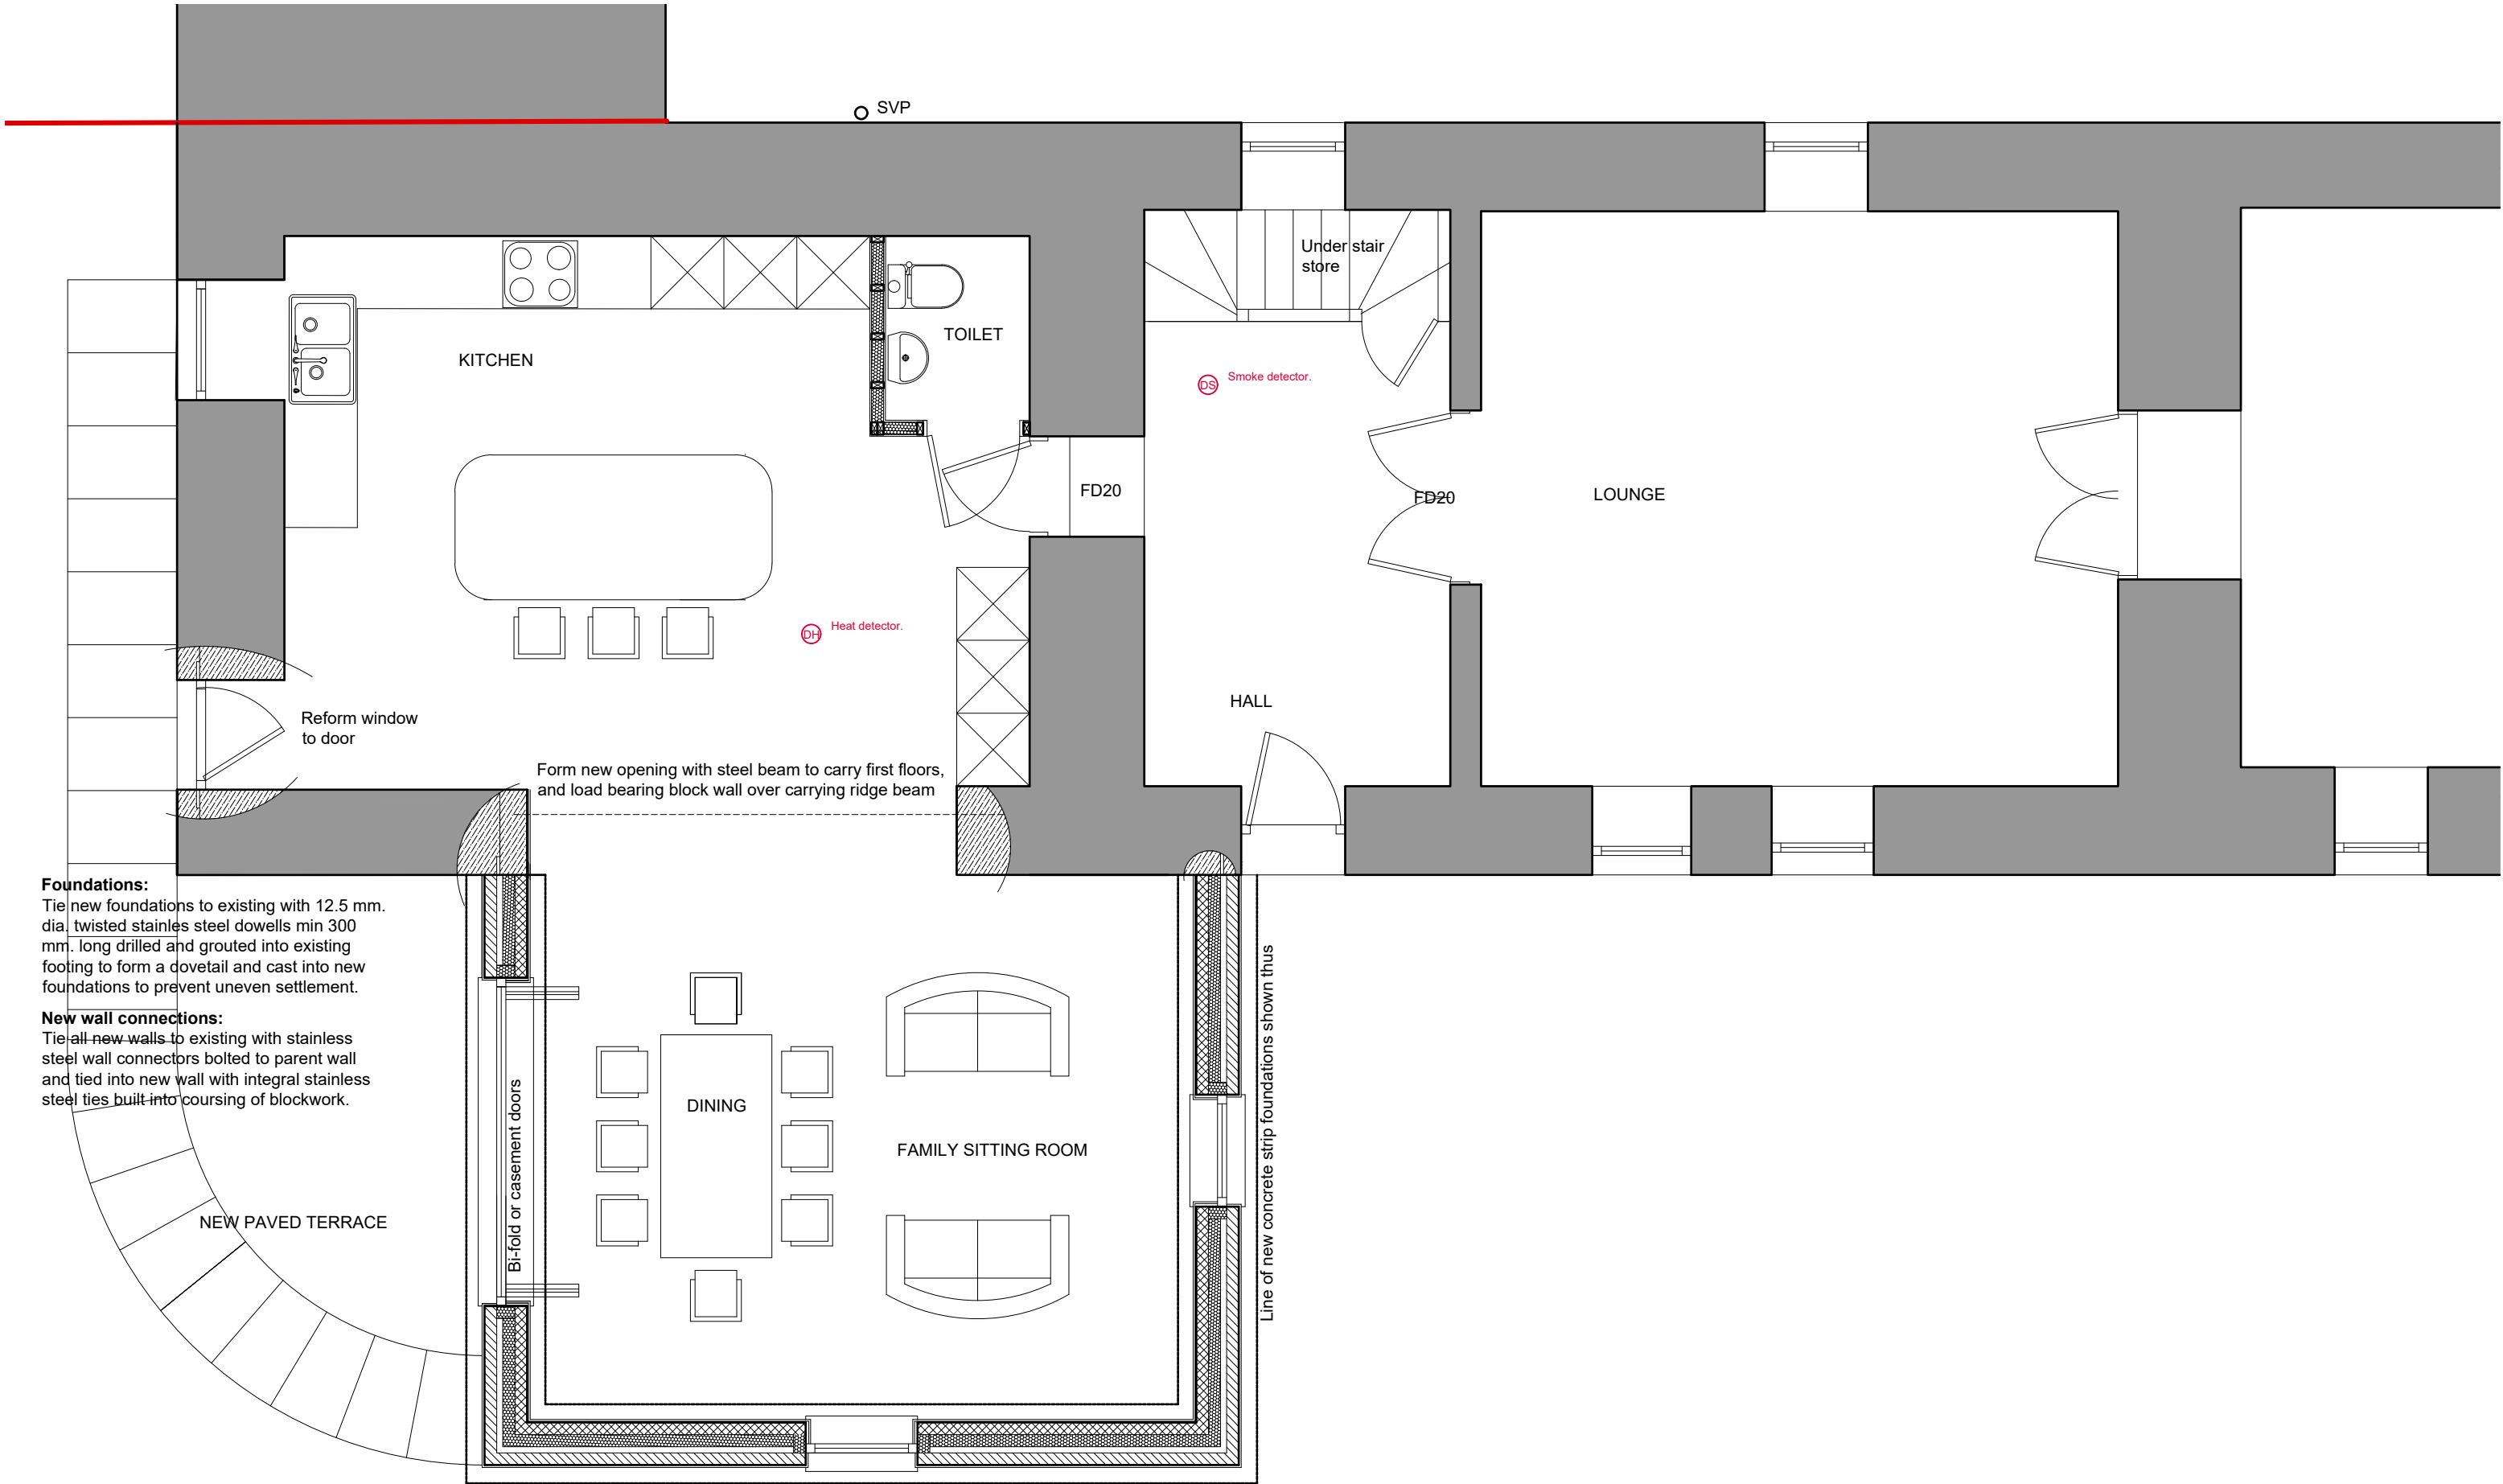 SVP
Under stair
store
TOILET
KITCHEN
DS
Smoke detector.
FD20
FD20
LOUNGE
DH
Heat detector.
HALL
Reform window
to door
Form new opening with steel beam to carry first floors,
and load bearing block wall over carrying ridge beam
Foundations:
Tie new foundations to existing with 12.5 mm.
dia. twisted stainles steel dowells min 300
mm. long drilled and grouted into existing
footing to form a dovetail and cast into new
foundations to prevent uneven settlement.
New wall connections:
Tie all new walls to existing with stainless
steel wall connectors bolted to parent wall
and tied into new wall with integral stainless
steel ties built into coursing of blockwork.
Bi-fold or casement doors
DINING
FAMILY SITTING ROOM
Line of new concrete strip foundations shown thus
NEW PAVED TERRACE